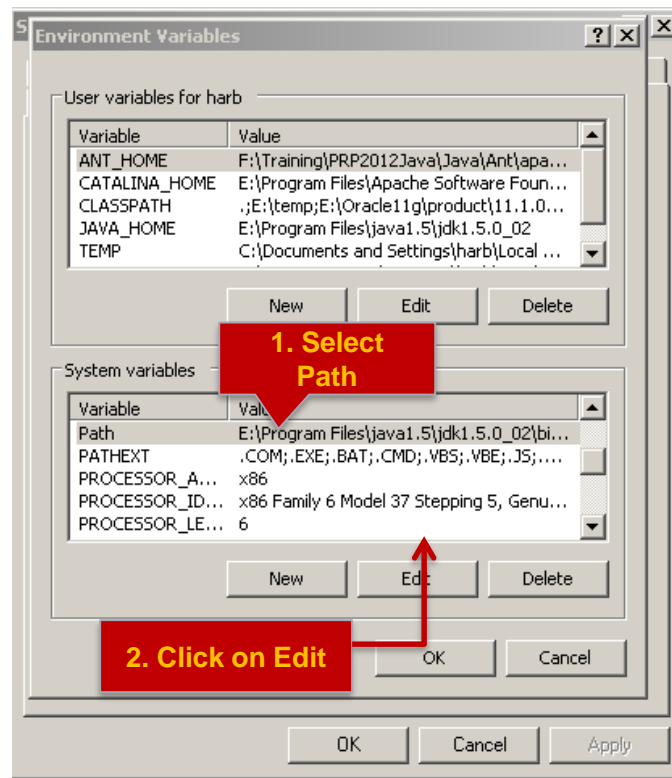 S
Environment Variables
User variables for harb
Variable Value
ANT_HOME F:\Training\PRP2012Java\Java\Ant\apa...
CATALINA_HOME E:\Program Files\Apache Software Foun...
CLASSPATH .;E:\temp;E:\Oracle11g\product\11.1.0...
JAVA_HOME E:\Program Files\java1.5\jdk1.5.0_02
TEMP C:\Documents and Settings\harb\Local ...
New Edit Delete
1. Select
Path
System variables
Variable
Path E:\Program Files\java1.5\jdk1.5.0_02\bi...
PATHEXT .COM;.EXE;.BAT;.CMD;.VBS;.VBE;.JS;....
PROCESSOR_A... x86
PROCESSOR_ID... x86 Family 6 Model 37 Stepping 5, Genu...
PROCESSOR_LE... 6
New Edit Delete
2. Click on Edit
OK Cancel
OK Cancel Apply